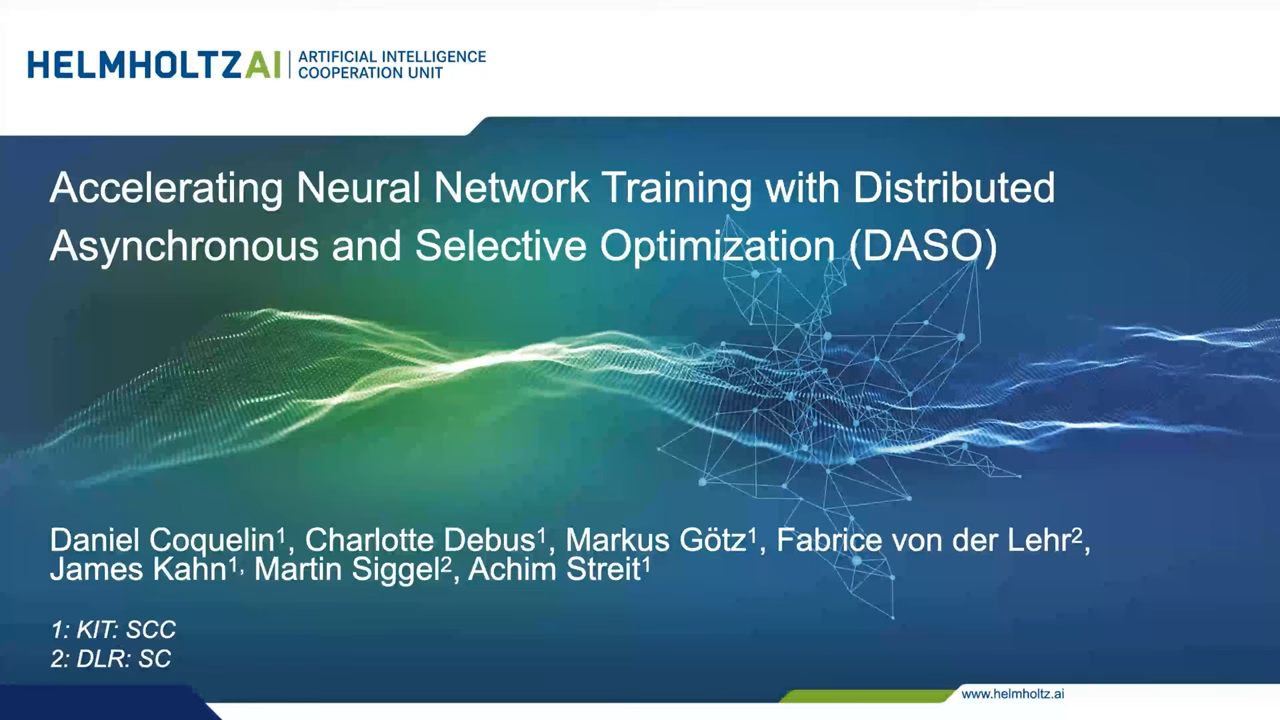 HELMHOLTZAI
ARTIFICIAL INTELLIGENCE
COOPERATION UNIT
Accelerating Neural Network Training with Distributed
Asynchronous and Selective Optimization (DASO)
Daniel Coquelin¹, Charlotte Debus¹, Markus Götz¹, Fabrice von der Lehr²,
James Kahn¹, Martin Siggel², Achim Streit¹
1: KIT: SCC
2: DLR: SC
www.helmholtz.ai